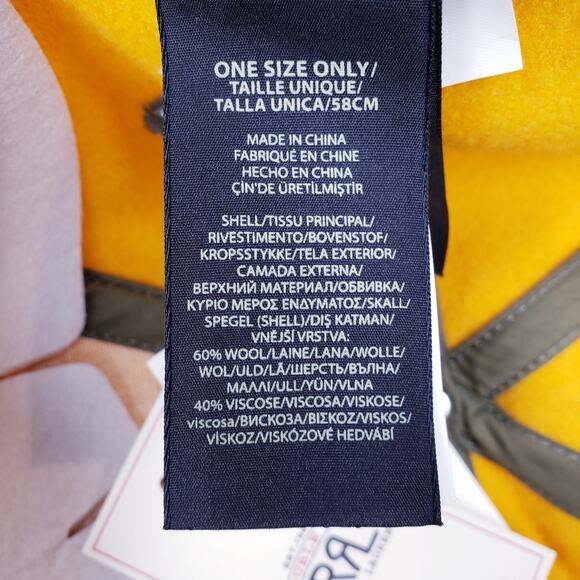 ONE SIZE ONLY/
TAILLE UNIQUE/
TALLA UNICA/58CM
MADE IN CHINA
FABRIQUÉ EN CHINE
HECHO EN CHINA
ÇİN'DE ÜRETİLMİŞTİR
SHELL/TISSU PRINCIPAL/
RIVESTIMENTO/BOVENSTOF/
KROPSSTYKKE/TELA EXTERIOR/
CAMADA EXTERNA/
ВЕРХНИЙ МАТЕРИАЛ/ОБВИВКА/
ΚΥΡΙΟ ΜΕΡΟΣ ΕΝΔΥΜΑΤΟΣ/SKALL/
SPEGEL (SHELL)/DIŞ KATMAN/
VNĚJŠÍ VRSTVA:
60% WOOL/LAINE/LANA/WOLLE/
WOL/ULD/LÃ/ШЕРСТЬ/ВЪЛНА/
ΜΑΛΛΙ/ULL/YÜN/VLNA
40% VISCOSE/VISCOSA/VISKOSE/
viscosa/ВИСКОЗА/ΒΙΣΚΟΖ/VISKOS/
VİSKOZ/VISKÓZOVÉ HEDVÁBÍ
RRL